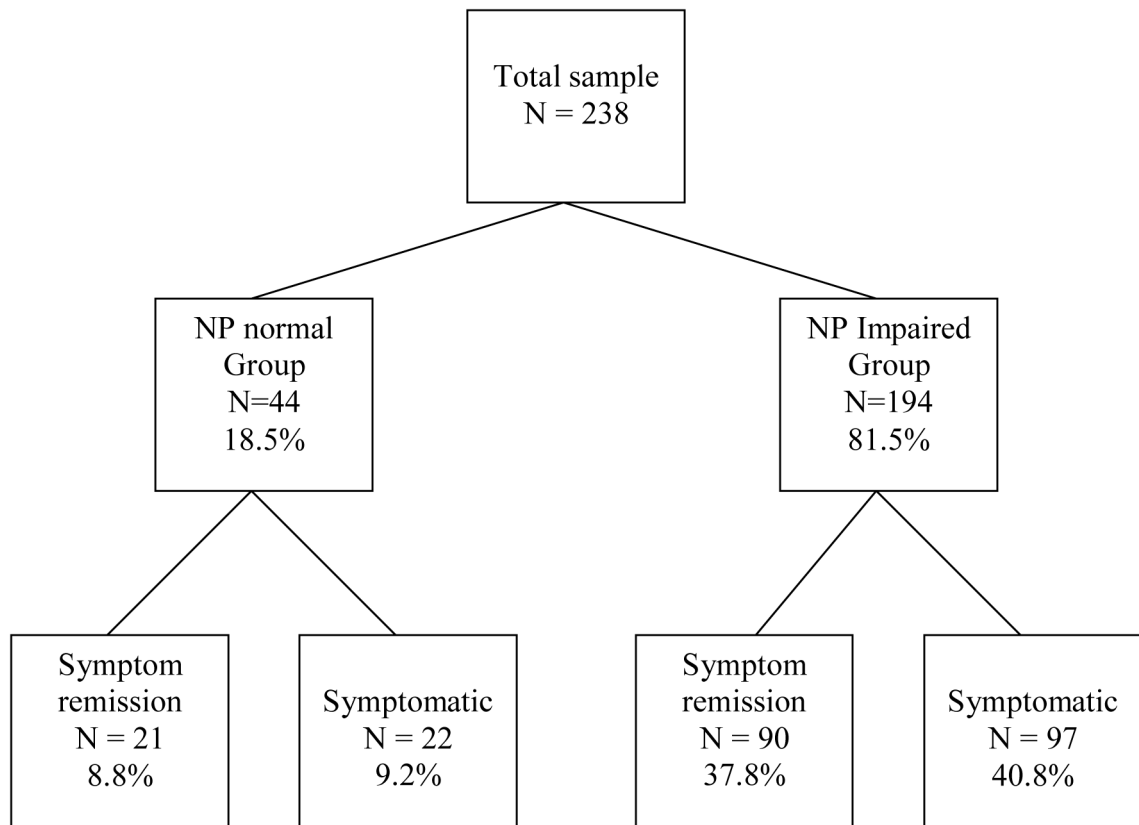 Total sample
N = 238
NP normal
Group
N=44
18.5%
NP Impaired
Group
N=194
81.5%
Symptom
remission
N = 21
8.8%
Symptomatic
N = 22
9.2%
Symptom
remission
N = 90
37.8%
Symptomatic
N = 97
40.8%